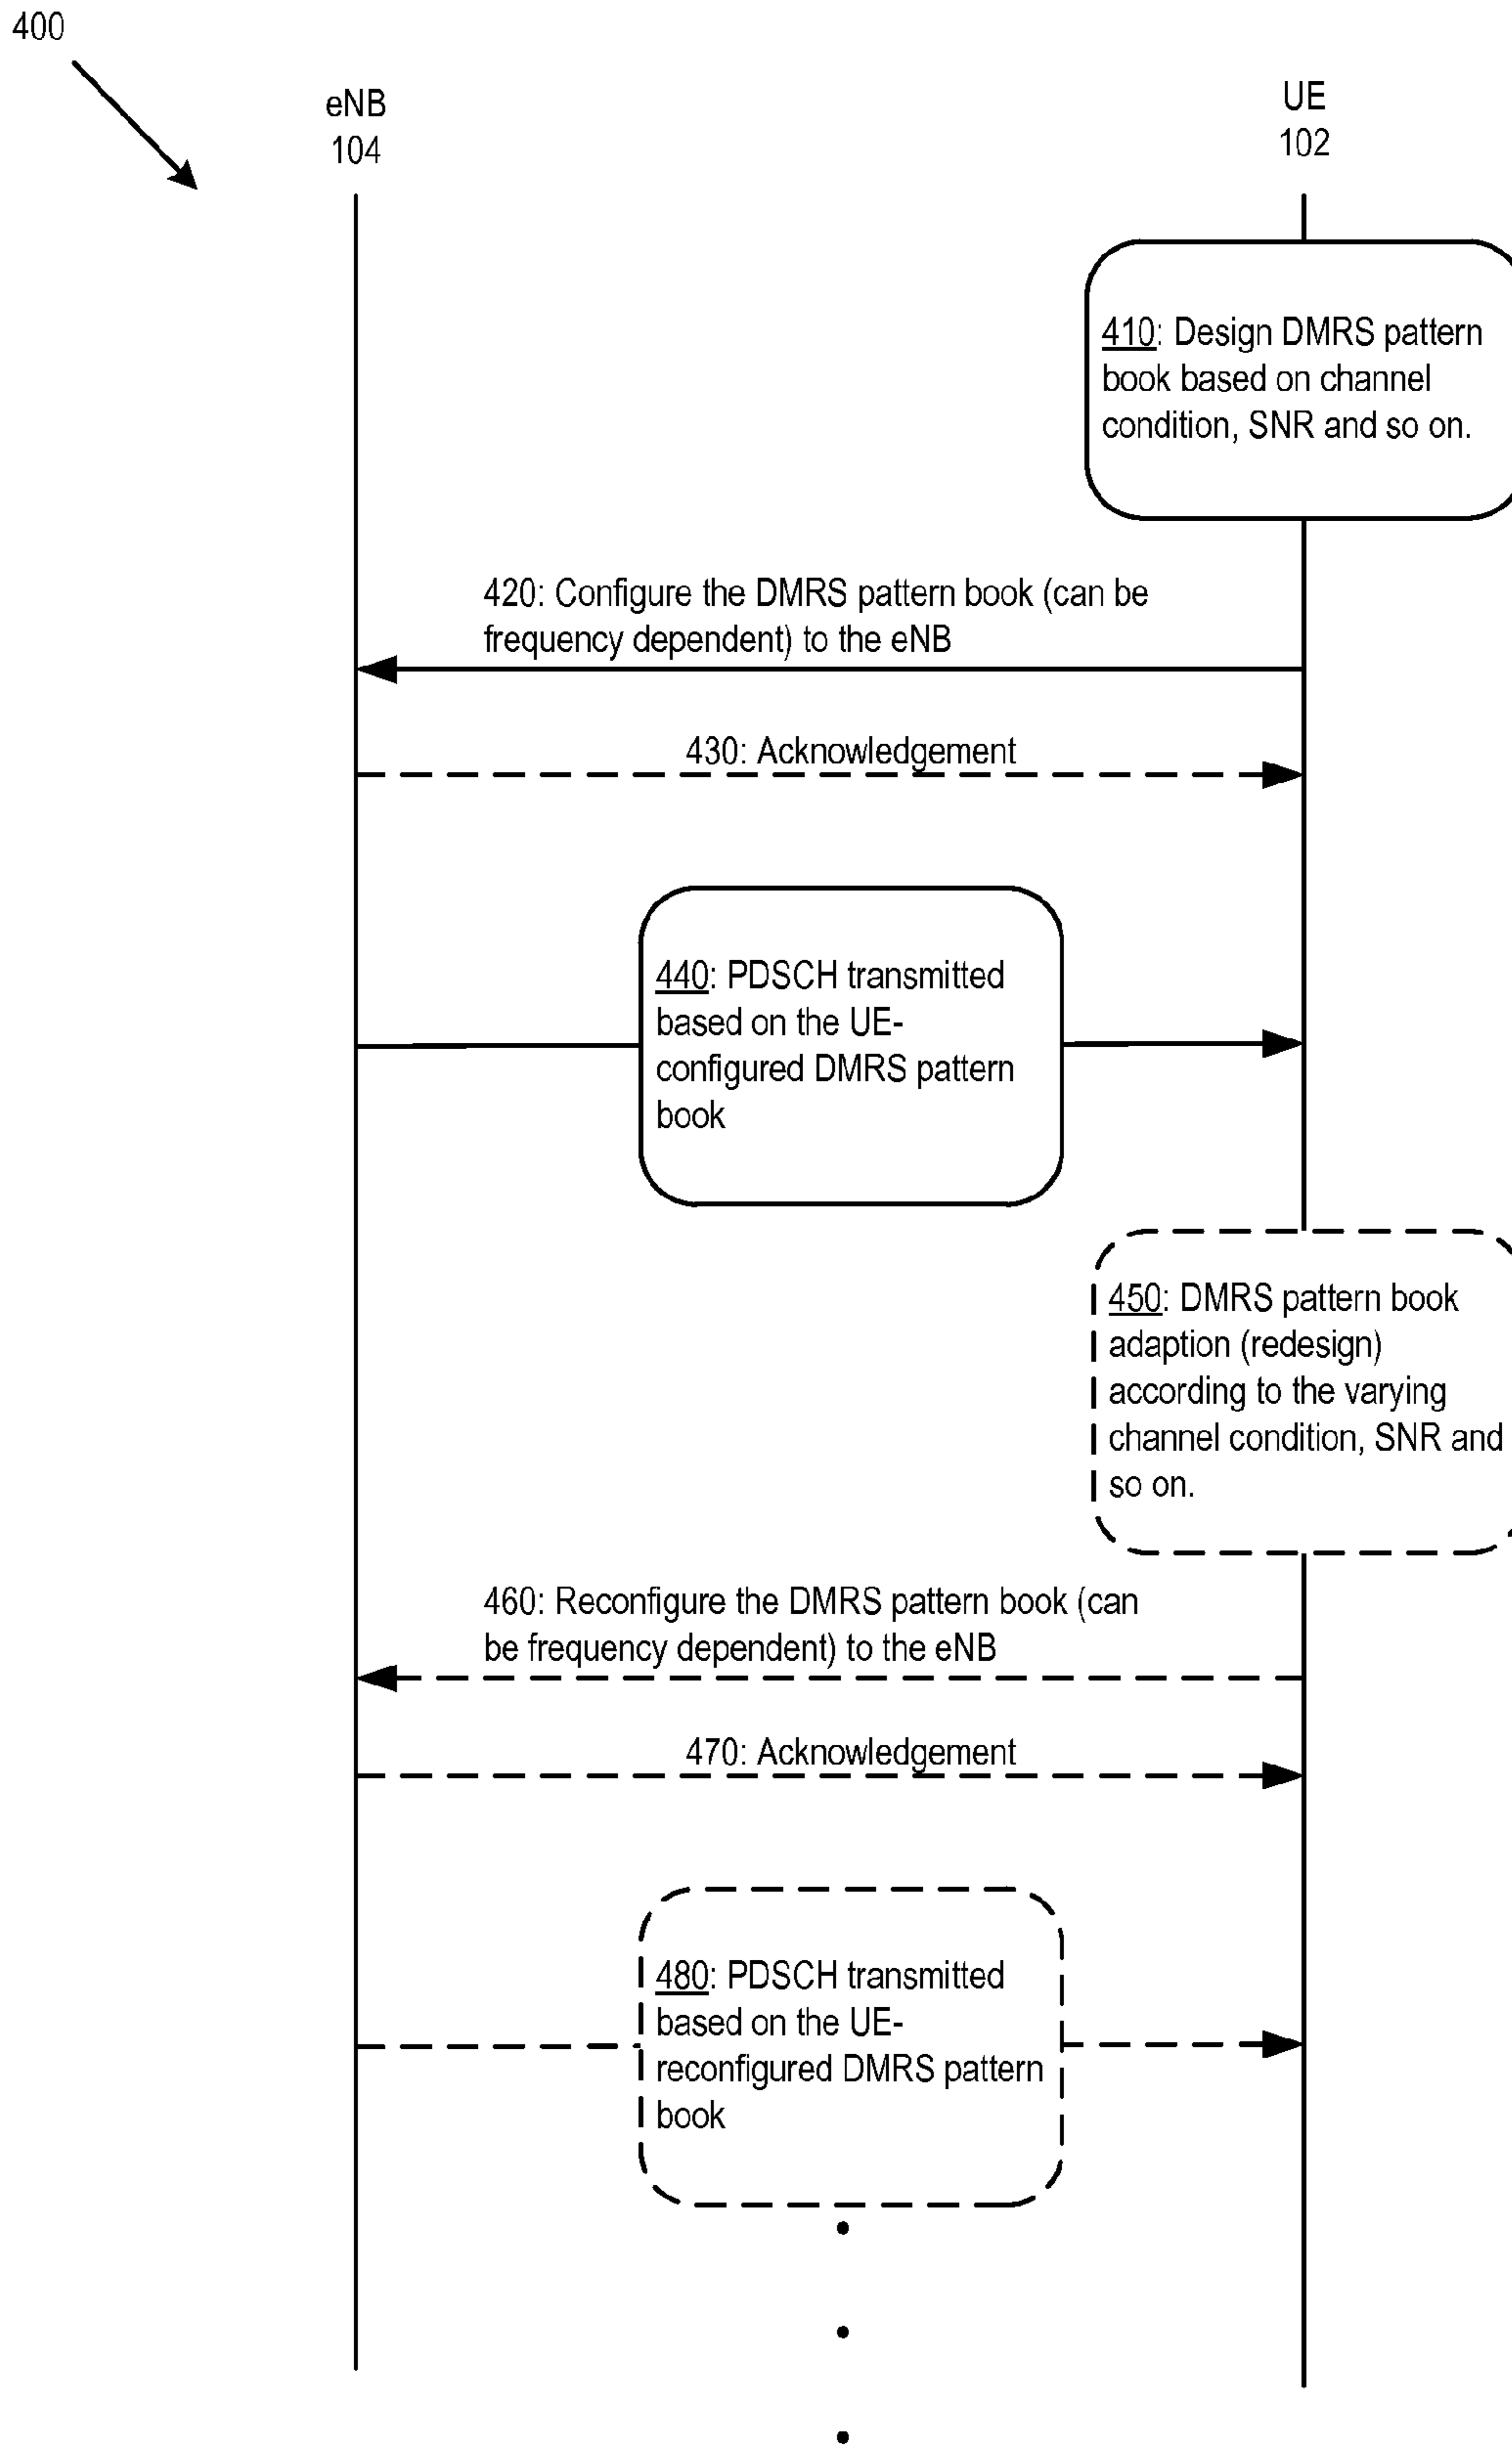 400
eNB
104
UE
102
410: Design DMRS pattern
book based on channel
condition, SNR and so on.
420: Configure the DMRS pattern book (can be
frequency dependent) to the eNB
430: Acknowledgement
440: PDSCH transmitted
based on the UE-
configured DMRS pattern
book
450: DMRS pattern book
adaption (redesign)
according to the varying
channel condition, SNR and
so on.
460: Reconfigure the DMRS pattern book (can
be frequency dependent) to the eNB
470: Acknowledgement
480: PDSCH transmitted
based on the UE-
reconfigured DMRS pattern
book